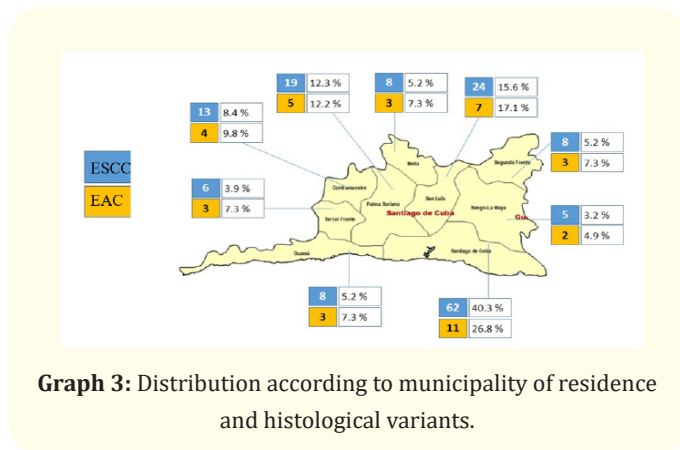 19 12.3 %
5 12.2 %
8 5.2 %
3 7.3 %
24 15.6 %
7 17.1 %
13 8.4 %
4 9.8 %
8 5.2 %
3 7.3 %
ESCC
EAC
6 3.9 %
3 7.3 %
5 3.2 %
2 4.9 %
Mella
Segundo Frente
Contramaestre
Palma Soriano
San Luis
Songo-La Maya
Tercer Frente
Santiago de Cuba
Gu
Guamá
Santiago de Cuba
8 5.2 %
3 7.3 %
62 40.3 %
11 26.8 %
Graph 3: Distribution according to municipality of residence
and histological variants.